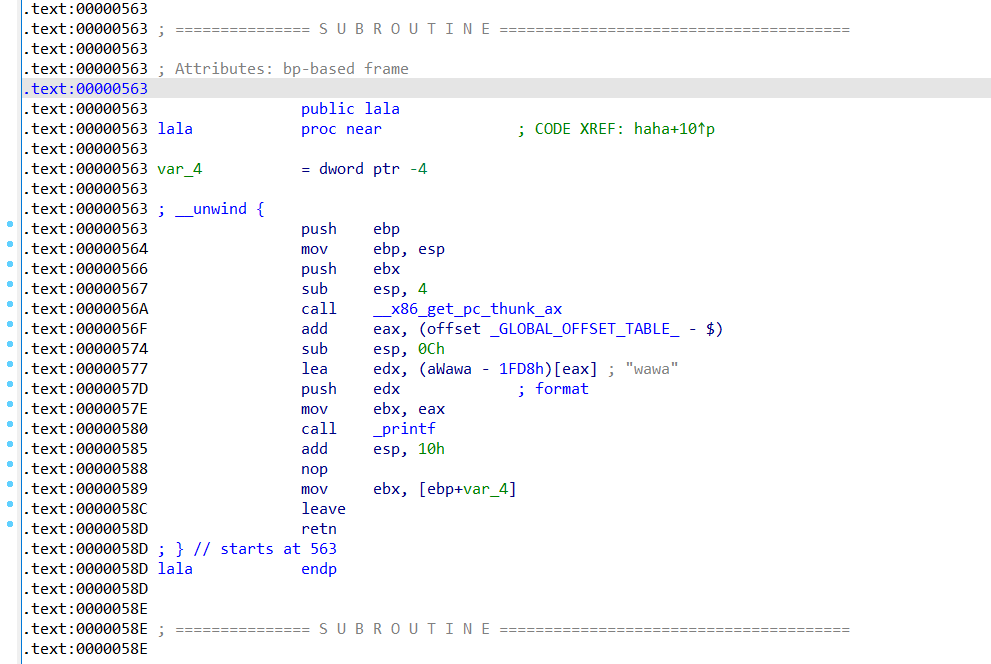 .text:00000563
.text:00000563 ; =============== S U B R O U T I N E =======================================
.text:00000563
.text:00000563 ; Attributes: bp-based frame
.text:00000563
.text:00000563                 public lala
.text:00000563 lala            proc near               ; CODE XREF: haha+10↑p
.text:00000563
.text:00000563 var_4           = dword ptr -4
.text:00000563
.text:00000563 ; __unwind {
.text:00000563                 push    ebp
.text:00000564                 mov     ebp, esp
.text:00000566                 push    ebx
.text:00000567                 sub     esp, 4
.text:0000056A                 call    __x86_get_pc_thunk_ax
.text:0000056F                 add     eax, (offset _GLOBAL_OFFSET_TABLE_ - $)
.text:00000574                 sub     esp, 0Ch
.text:00000577                 lea     edx, (aWawa - 1FD8h)[eax] ; "wawa"
.text:0000057D                 push    edx             ; format
.text:0000057E                 mov     ebx, eax
.text:00000580                 call    _printf
.text:00000585                 add     esp, 10h
.text:00000588                 nop
.text:00000589                 mov     ebx, [ebp+var_4]
.text:0000058C                 leave
.text:0000058D                 retn
.text:0000058D ; } // starts at 563
.text:0000058D lala            endp
.text:0000058D
.text:0000058E
.text:0000058E ; =============== S U B R O U T I N E =======================================
.text:0000058E